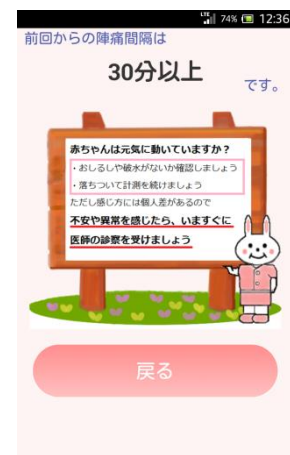 LTE 74% 12:36
前回からの陣痛間隔は
30分以上
です。
赤ちゃんは元気に動いていますか？
・おしるしや破水がないか確認しましょう
・落ちついて計測を続けましょう
ただし感じ方には個人差があるので
不安や異常を感じたら、いますぐに
医師の診察を受けましょう
戻る